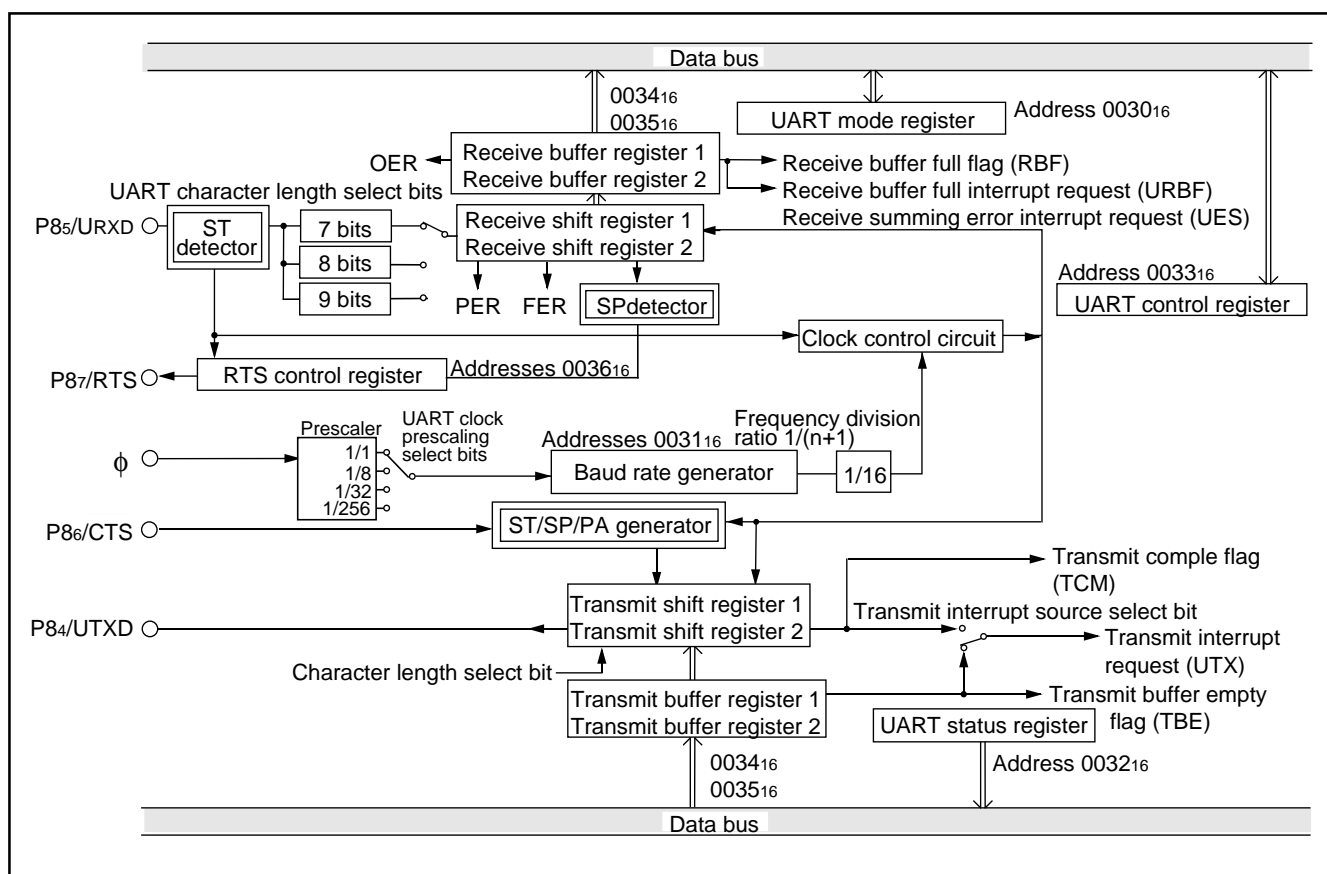 Data bus
0034₁₆
0035₁₆
UART mode register
Address 0030₁₆
OER
Receive buffer register 1
Receive buffer register 2
Receive buffer full flag (RBF)
Receive buffer full interrupt request (URBF)
Receive summing error interrupt request (UES)
UART character length select bits
P8₅/URXD
ST
detector
7 bits
8 bits
9 bits
Receive shift register 1
Receive shift register 2
PER
FER
SPdetector
Address 0033₁₆
UART control register
Clock control circuit
P8₇/RTS
RTS control register
Addresses 0036₁₆
ϕ
Prescaler
1/1
1/8
1/32
1/256
UART clock
prescaling
select bits
Addresses 0031₁₆
Baud rate generator
Frequency division
ratio 1/(n+1)
1/16
P8₆/CTS
ST/SP/PA generator
P8₄/UTXD
Transmit shift register 1
Transmit shift register 2
Transmit comple flag
(TCM)
Transmit interrupt source select bit
Transmit interrupt
request (UTX)
Character length select bit
Transmit buffer register 1
Transmit buffer register 2
Transmit buffer empty
flag (TBE)
UART status register
0034₁₆
0035₁₆
Address 0032₁₆
Data bus